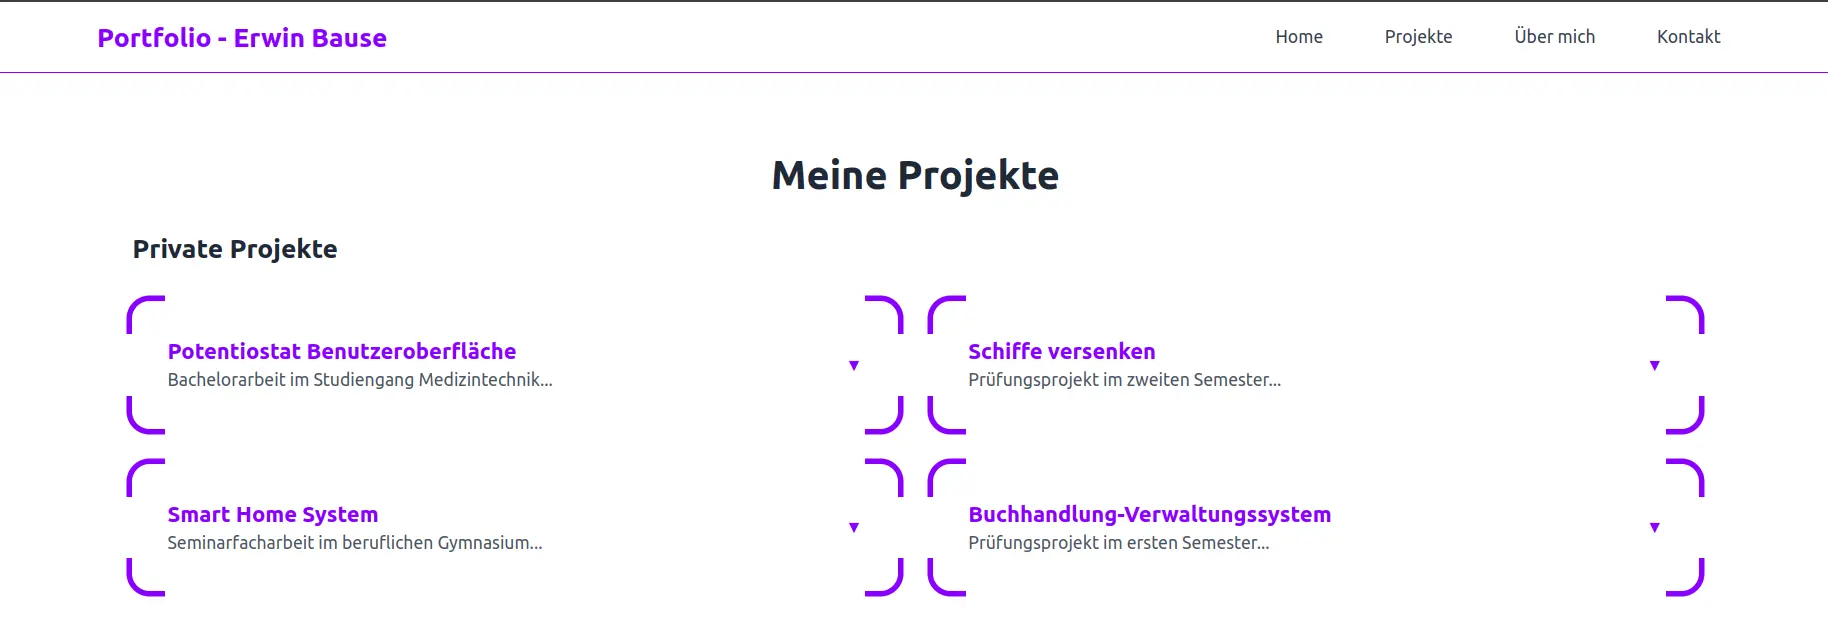 Portfolio - Erwin Bause
Home Projekte Über mich Kontakt
Meine Projekte
Private Projekte
Potentiostat Benutzeroberfläche
Bachelorarbeit im Studiengang Medizintechnik...
Schiffe versenken
Prüfungsprojekt im zweiten Semester...
Smart Home System
Seminarfacharbeit im beruflichen Gymnasium...
Buchhandlung-Verwaltungssystem
Prüfungsprojekt im ersten Semester...